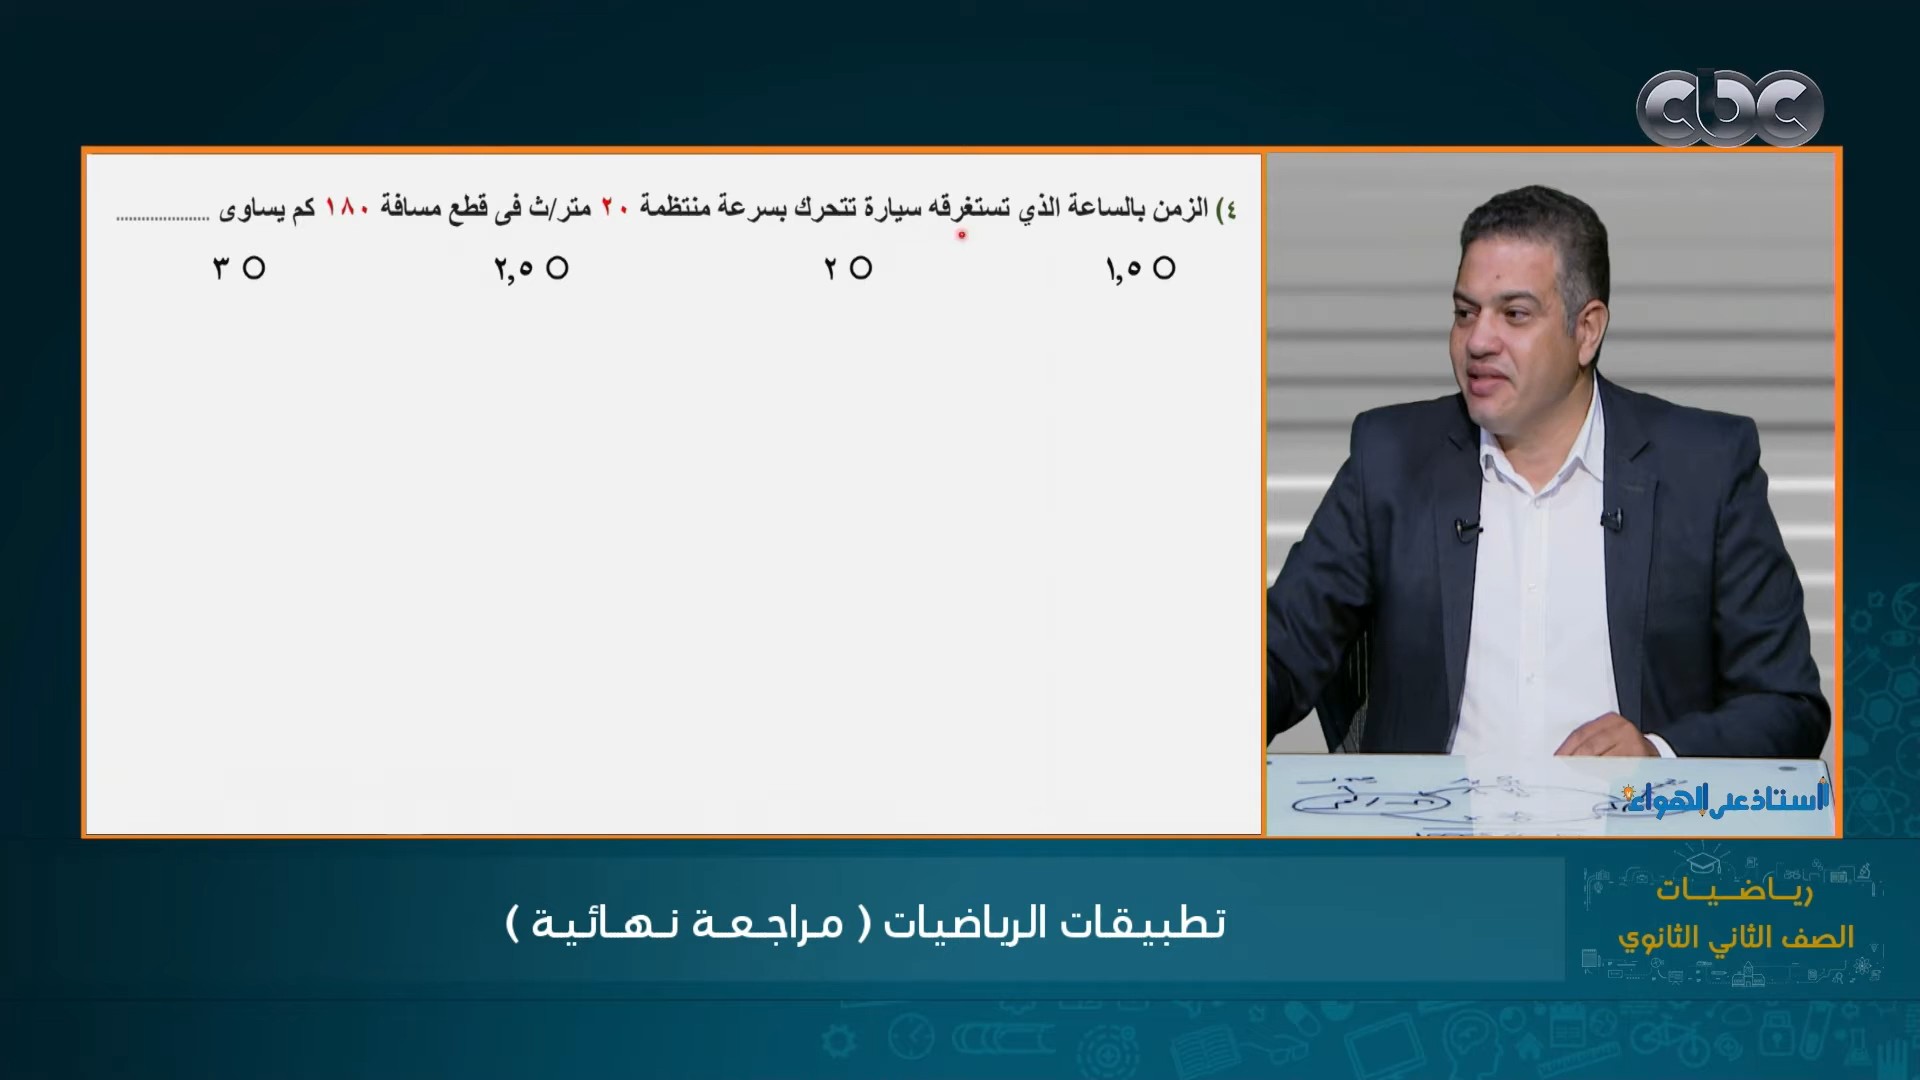 cbc
٤) الزمن بالساعة الذي تستغرقه سيارة تتحرك بسرعة منتظمة ٢٠ متر/ث فى قطع مسافة ١٨٠ كم يساوى ......................
١,٥
٢
٢,٥
٣
أستاذ على الهواء
تطبيقات الرياضيات ( مراجعة نهائية )
رياضيات
الصف الثاني الثانوي